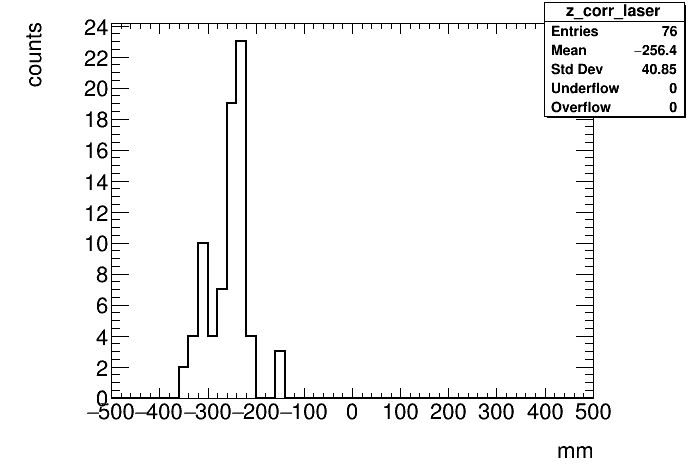 z_corr_laser
Entries 76
Mean −256.4
Std Dev 40.85
Underflow 0
Overflow 0
counts
24
22
20
18
16
14
12
10
8
6
4
2
0
−500 −400 −300 −200 −100 0 100 200 300 400 500
mm